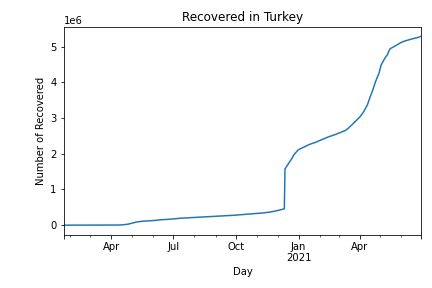 Recovered in Turkey
1e6
5
4
3
2
1
0
Number of Recovered
Apr Jul Oct Jan Apr
2021
Day